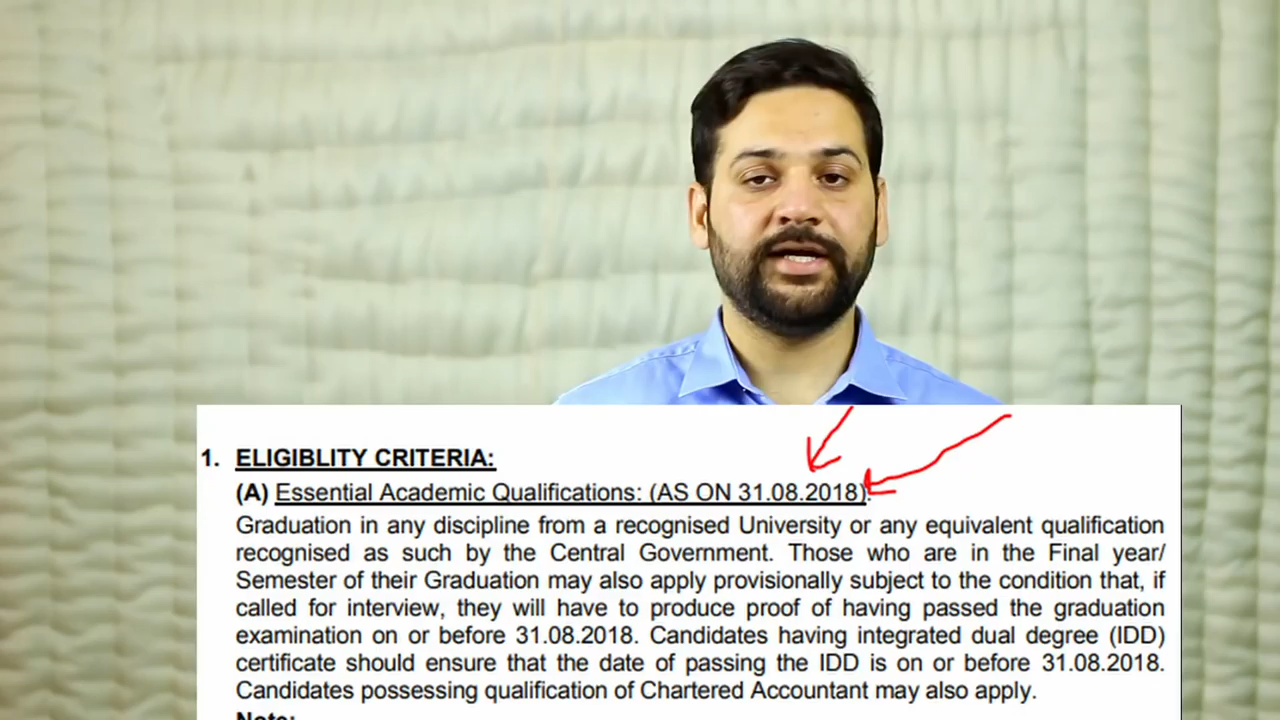 1. ELIGIBLITY CRITERIA:
(A) Essential Academic Qualifications: (AS ON 31.08.2018):
Graduation in any discipline from a recognised University or any equivalent qualification
recognised as such by the Central Government. Those who are in the Final year/
Semester of their Graduation may also apply provisionally subject to the condition that, if
called for interview, they will have to produce proof of having passed the graduation
examination on or before 31.08.2018. Candidates having integrated dual degree (IDD)
certificate should ensure that the date of passing the IDD is on or before 31.08.2018.
Candidates possessing qualification of Chartered Accountant may also apply.
Note: